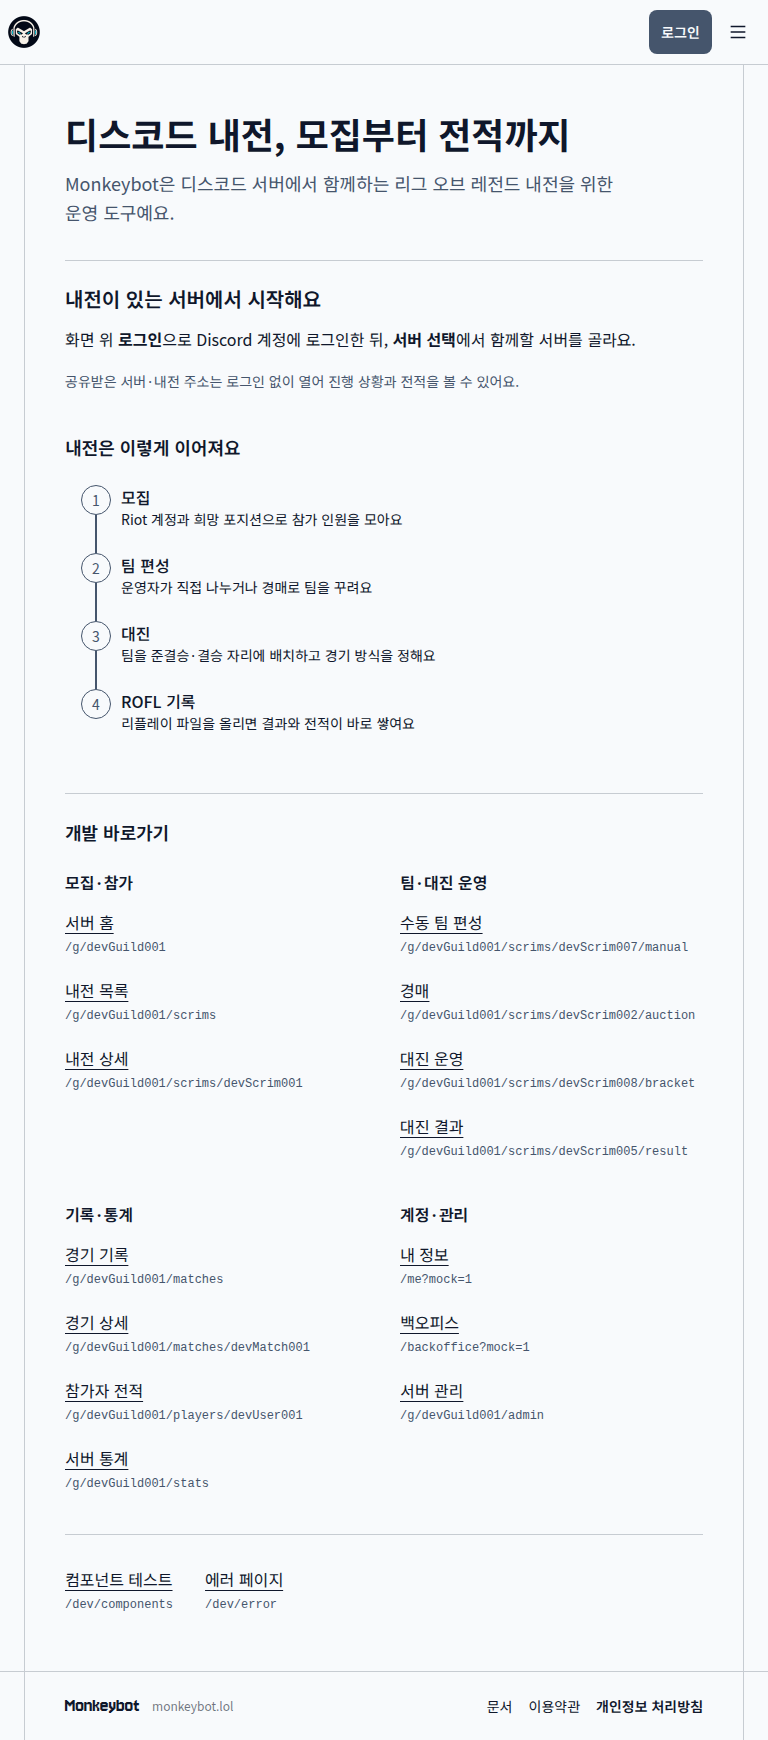 로그인
디스코드 내전, 모집부터 전적까지
Monkeybot은 디스코드 서버에서 함께하는 리그 오브 레전드 내전을 위한
운영 도구예요.
내전이 있는 서버에서 시작해요
화면 위 로그인으로 Discord 계정에 로그인한 뒤, 서버 선택에서 함께할 서버를 골라요.
공유받은 서버·내전 주소는 로그인 없이 열어 진행 상황과 전적을 볼 수 있어요.
내전은 이렇게 이어져요
1 모집
Riot 계정과 희망 포지션으로 참가 인원을 모아요
2 팀 편성
운영자가 직접 나누거나 경매로 팀을 꾸려요
3 대진
팀을 준결승·결승 자리에 배치하고 경기 방식을 정해요
4 ROFL 기록
리플레이 파일을 올리면 결과와 전적이 바로 쌓여요
개발 바로가기
모집·참가
서버 홈
/g/devGuild001
내전 목록
/g/devGuild001/scrims
내전 상세
/g/devGuild001/scrims/devScrim001
팀·대진 운영
수동 팀 편성
/g/devGuild001/scrims/devScrim007/manual
경매
/g/devGuild001/scrims/devScrim002/auction
대진 운영
/g/devGuild001/scrims/devScrim008/bracket
대진 결과
/g/devGuild001/scrims/devScrim005/result
기록·통계
경기 기록
/g/devGuild001/matches
경기 상세
/g/devGuild001/matches/devMatch001
참가자 전적
/g/devGuild001/players/devUser001
서버 통계
/g/devGuild001/stats
계정·관리
내 정보
/me?mock=1
백오피스
/backoffice?mock=1
서버 관리
/g/devGuild001/admin
컴포넌트 테스트
/dev/components
에러 페이지
/dev/error
Monkeybot monkeybot.lol
문서 이용약관 개인정보 처리방침